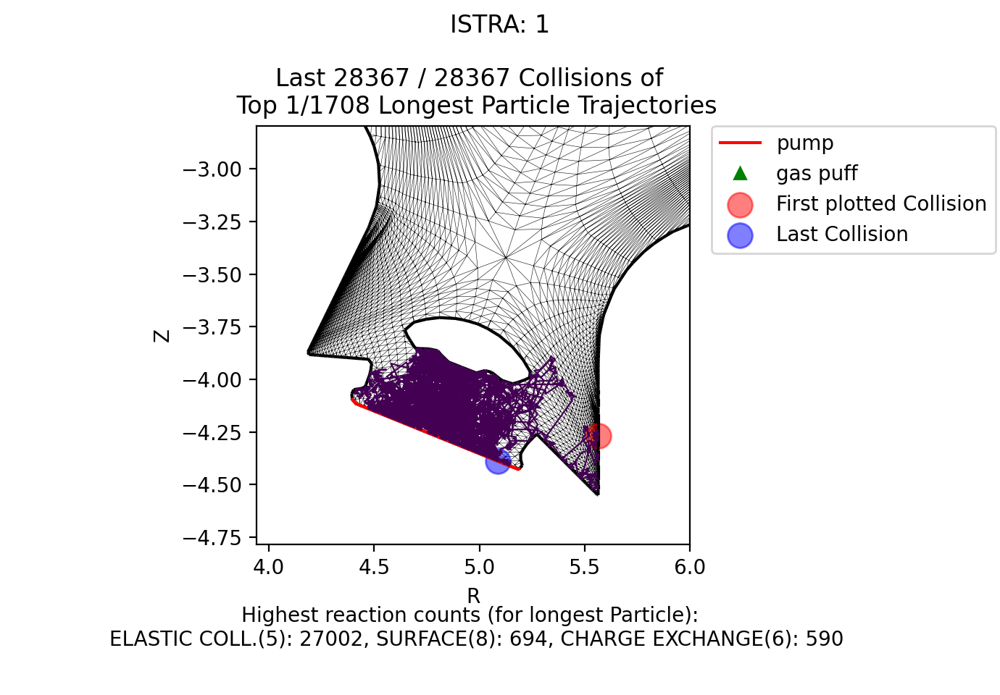 ISTRA: 1
Last 28367 / 28367 Collisions of
Top 1/1708 Longest Particle Trajectories
pump
gas puff
First plotted Collision
Last Collision
Z
−3.00
−3.25
−3.50
−3.75
−4.00
−4.25
−4.50
−4.75
4.0 4.5 5.0 5.5 6.0
R
Highest reaction counts (for longest Particle):
ELASTIC COLL.(5): 27002, SURFACE(8): 694, CHARGE EXCHANGE(6): 590